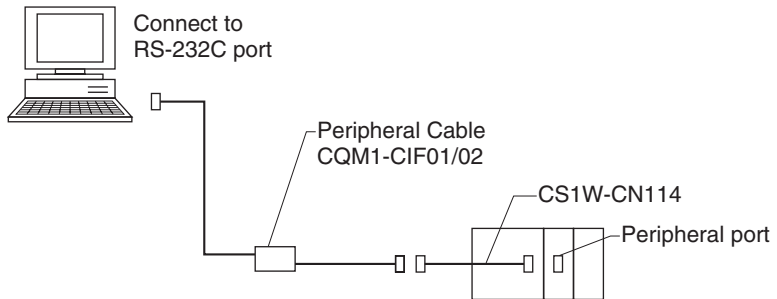 Connect to
RS-232C port
Peripheral Cable
CQM1-CIF01/02
CS1W-CN114
Peripheral port